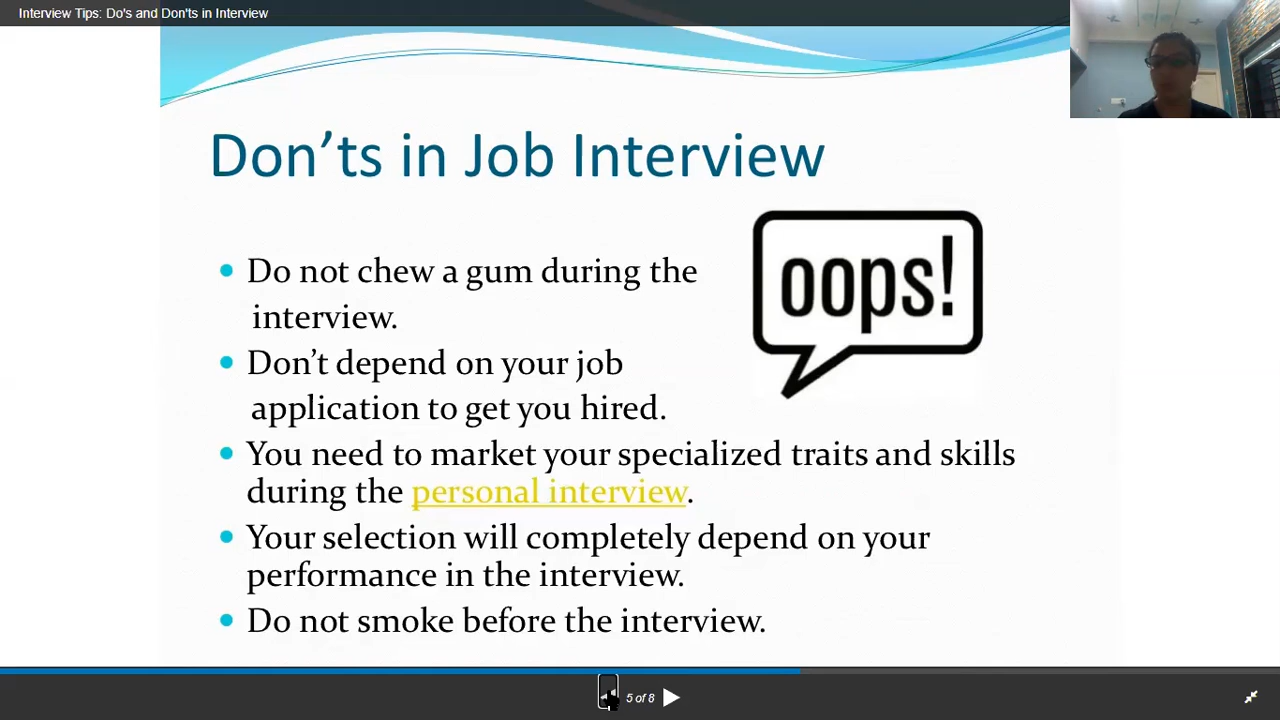 Interview Tips: Do's and Don'ts in Interview
Don'ts in Job Interview
oops!
Do not chew a gum during the
interview.
Don't depend on your job
application to get you hired.
You need to market your specialized traits and skills
during the personal interview.
Your selection will completely depend on your
performance in the interview.
Do not smoke before the interview.
5 of 8